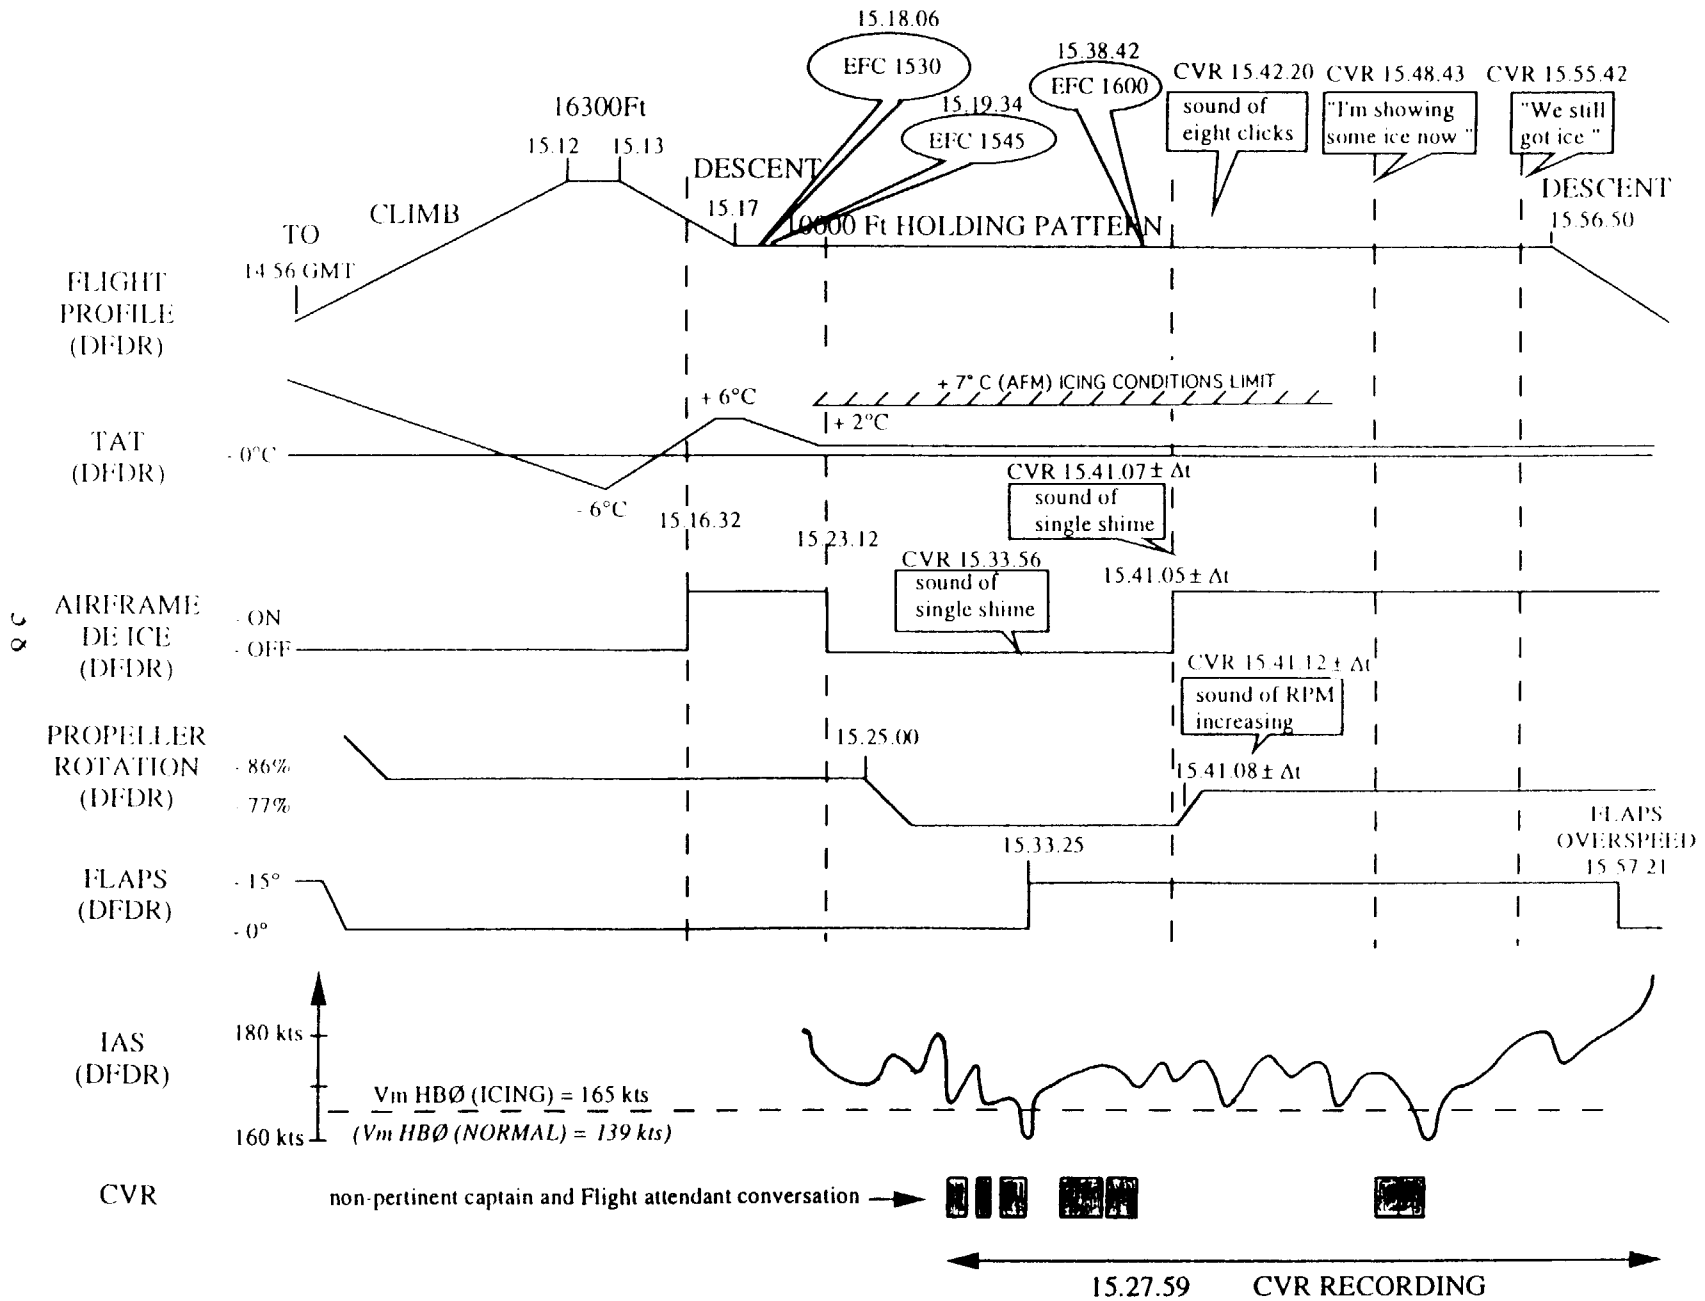 15.18.06
EFC 1530
15.38.42
EFC 1600
CVR 15.42.20
CVR 15.48.43
CVR 15.55.42
sound of
eight clicks
"I'm showing
some ice now "
"We still
got ice "
16300Ft
15.19.34
EFC 1545
15.12
15.13
DESCENT
DESCENT
CLIMB
15.17
10000 Ft HOLDING PATTERN
15.56.50
TO
14 56 GMT
FLIGHT
PROFILE
(DFDR)
+ 7° C (AFM) ICING CONDITIONS LIMIT
+ 6°C
+ 2°C
TAT
(DFDR)
- 0°C
- 6°C
CVR 15.41.07 ± Δt
sound of
single shime
15.16.32
15.23.12
CVR 15.33.56
sound of
single shime
15.41.05 ± Δt
AIRFRAME
DE ICE
(DFDR)
- ON
- OFF
CVR 15.41.12 ± Δt
sound of RPM
increasing
PROPELLER
ROTATION
(DFDR)
- 86%
- 77%
15.25.00
15.41.08 ± Δt
FLAPS
OVERSPEED
15 57.21
15.33.25
FLAPS
(DFDR)
- 15°
- 0°
IAS
(DFDR)
180 kts
Vm HBØ (ICING) = 165 kts
160 kts
(Vm HBØ (NORMAL) = 139 kts)
CVR
non-pertinent captain and Flight attendant conversation
15.27.59
CVR RECORDING